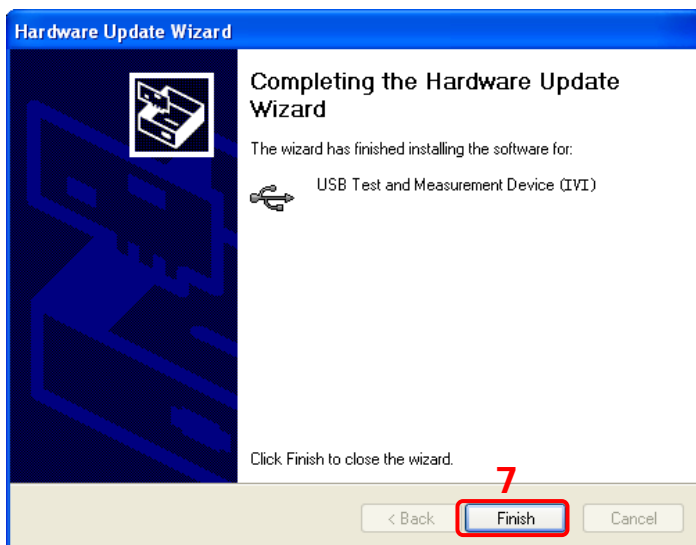 Hardware Update Wizard
Completing the Hardware Update
Wizard
The wizard has finished installing the software for:
USB Test and Measurement Device (IVI)
Click Finish to close the wizard.
7
< Back Finish Cancel